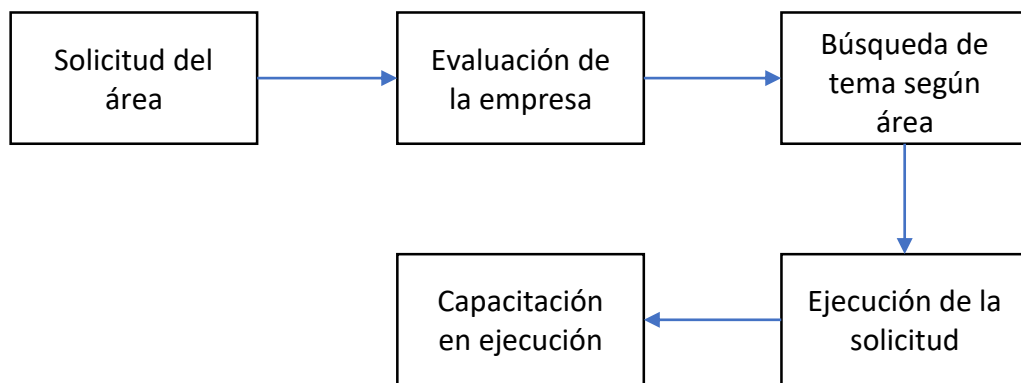 Solicitud del
área
Evaluación de
la empresa
Búsqueda de
tema según
área
Ejecución de la
solicitud
Capacitación
en ejecución